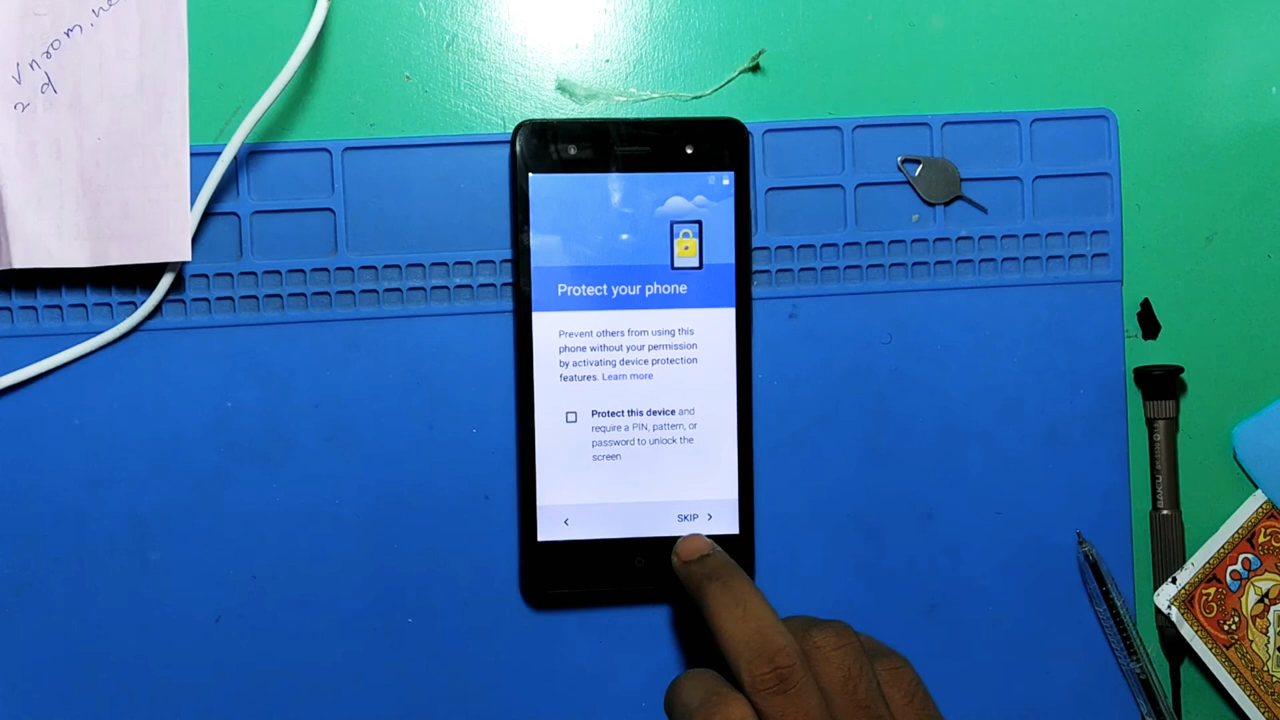 Protect your phone
Prevent others from using this
phone without your permission
by activating device protection
features. Learn more
Protect this device and
require a PIN, pattern, or
password to unlock the
screen
SKIP
BAKU